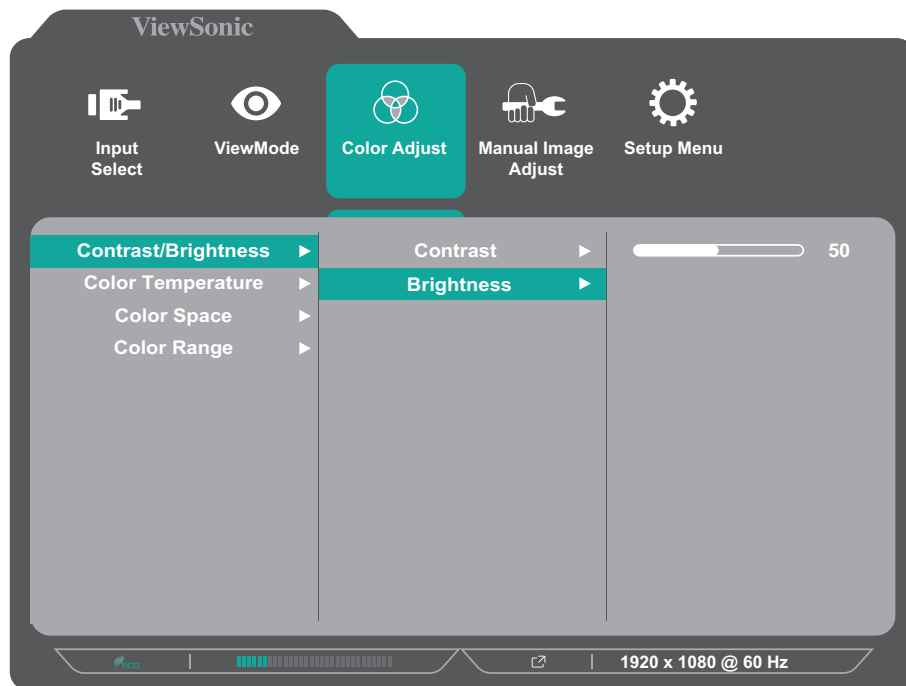 ViewSonic
Input Select
ViewMode
Color Adjust
Manual Image Adjust
Setup Menu
Contrast/Brightness
Contrast
50
Color Temperature
Brightness
Color Space
Color Range
eco
1920 x 1080 @ 60 Hz